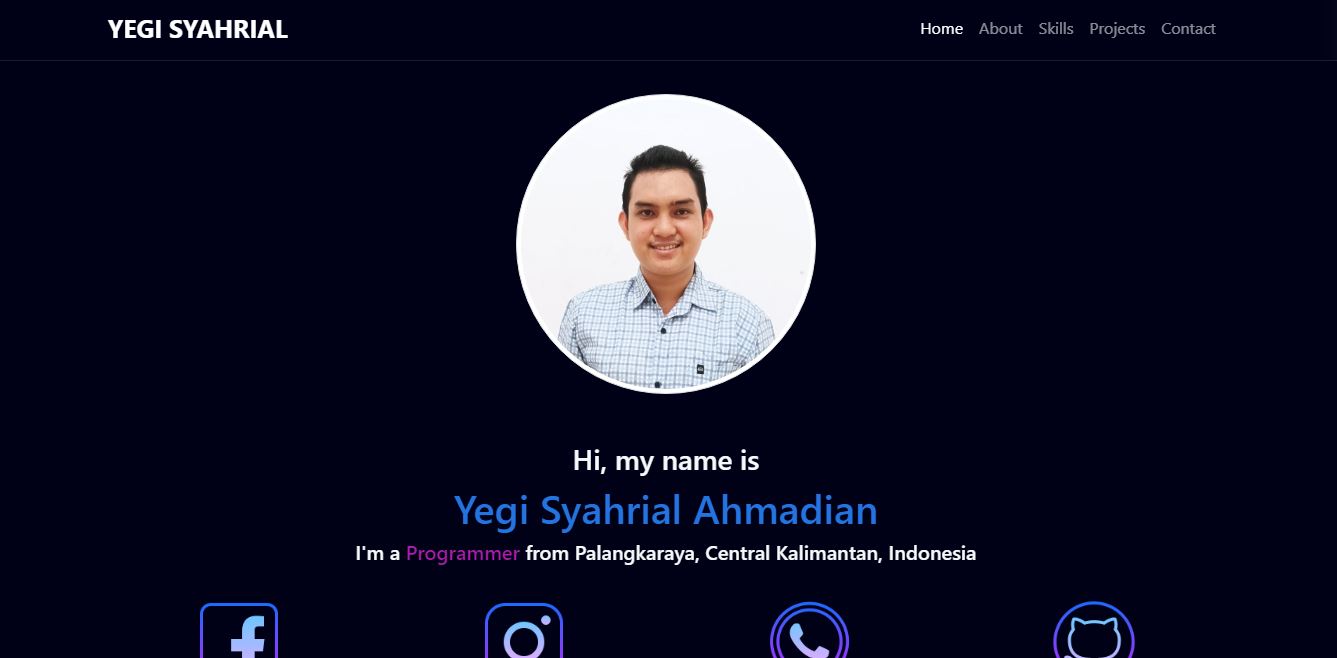 YEGI SYAHRIAL
Home About Skills Projects Contact
Hi, my name is
Yegi Syahrial Ahmadian
I'm a Programmer from Palangkaraya, Central Kalimantan, Indonesia